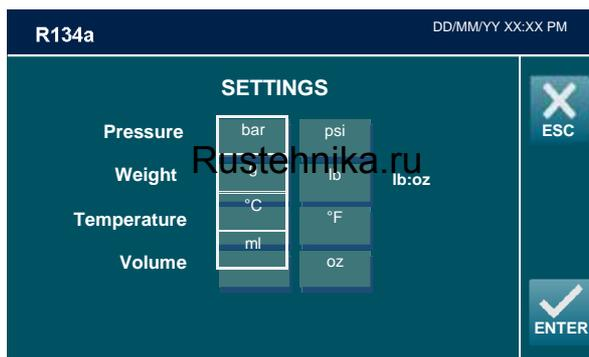 R134a DD/MM/YY XX:XX PM
SETTINGS
ESC
Pressure bar psi
Weight g lb lb:oz
Rustehnika.ru
Temperature °C °F
Volume ml oz
ENTER